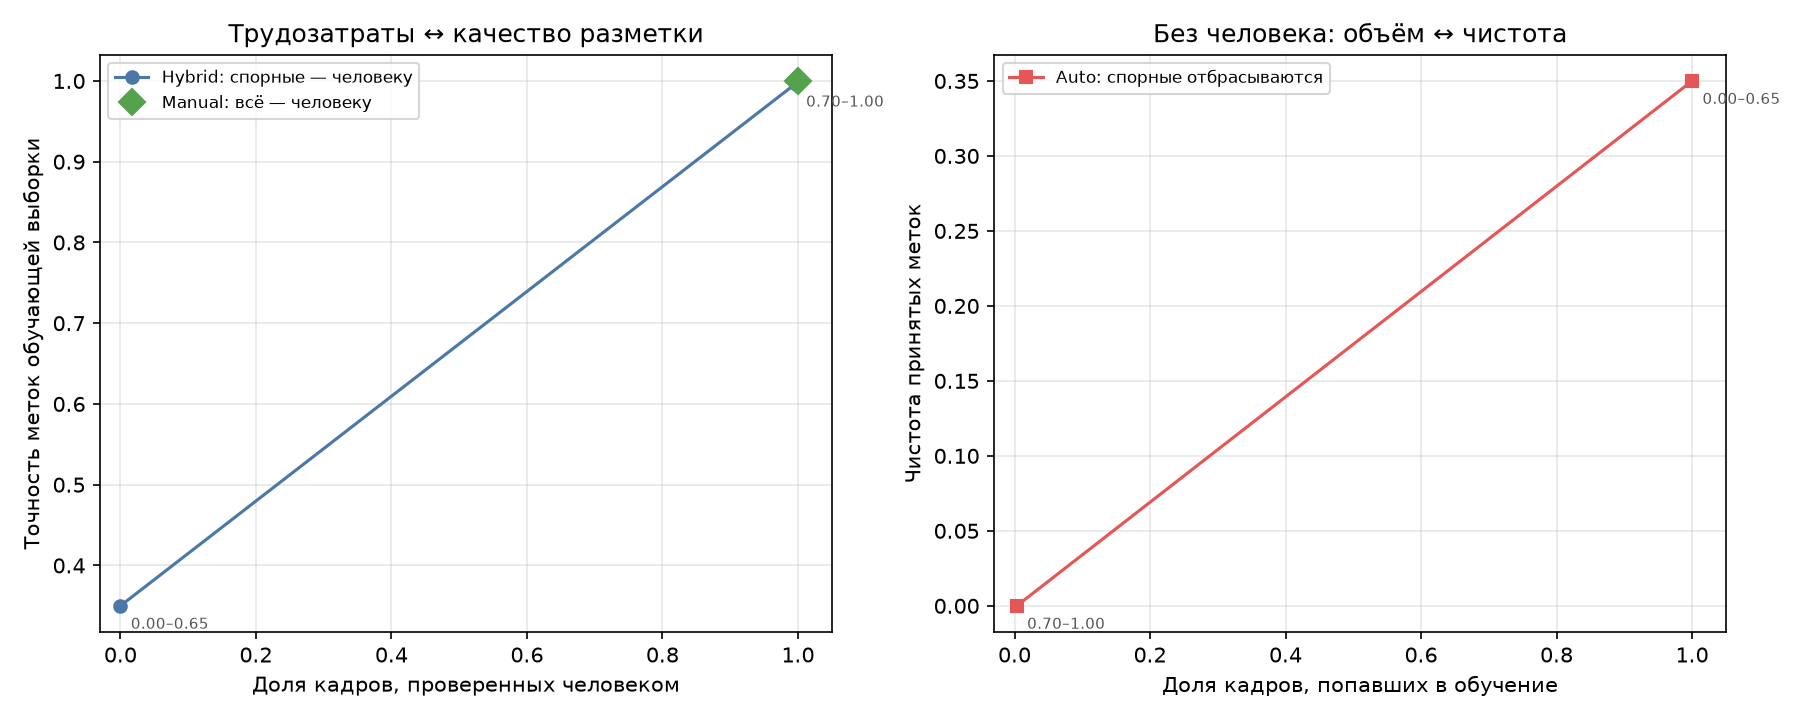 Трудозатраты ↔ качество разметки
Hybrid: спорные — человеку
Manual: всё — человеку
1.0
0.9
0.8
0.7
0.6
0.5
0.4
Точность меток обучающей выборки
0.70–1.00
0.00–0.65
0.0 0.2 0.4 0.6 0.8 1.0
Доля кадров, проверенных человеком
Без человека: объём ↔ чистота
Auto: спорные отбрасываются
0.35
0.30
0.25
0.20
0.15
0.10
0.05
0.00
Чистота принятых меток
0.00–0.65
0.70–1.00
0.0 0.2 0.4 0.6 0.8 1.0
Доля кадров, попавших в обучение